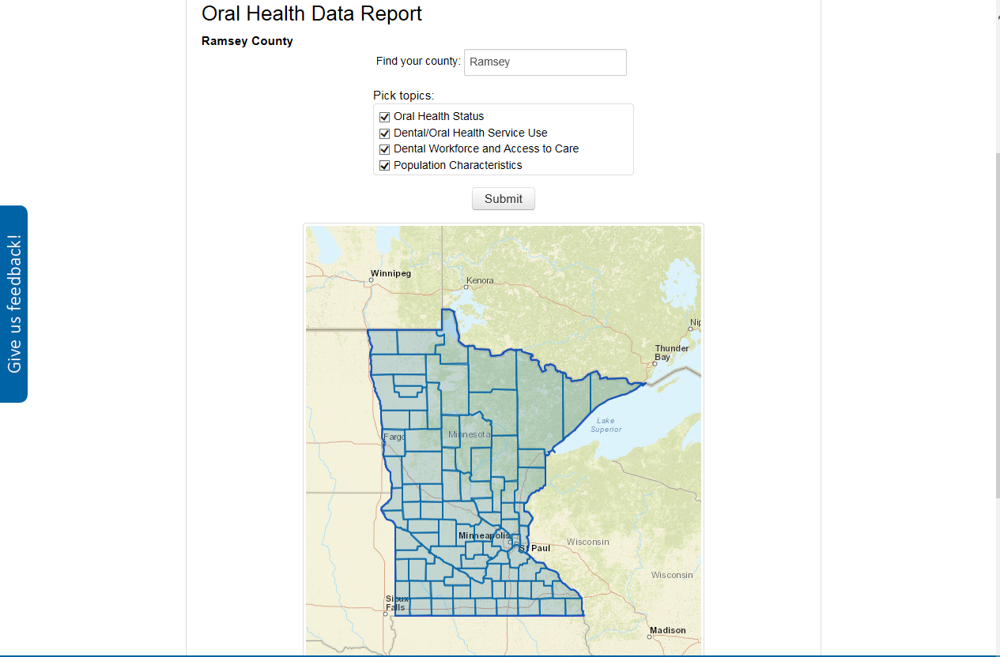 Oral Health Data Report
Ramsey County
Find your county: Ramsey
Pick topics:
Oral Health Status
Dental/Oral Health Service Use
Dental Workforce and Access to Care
Population Characteristics
Submit
Give us feedback!
Winnipeg
Kenora
Nip
Thunder
Bay
Lake
Superior
Fargo
Minnesota
Minneapolis
St Paul
Wisconsin
Wisconsin
Sioux
Falls
Madison